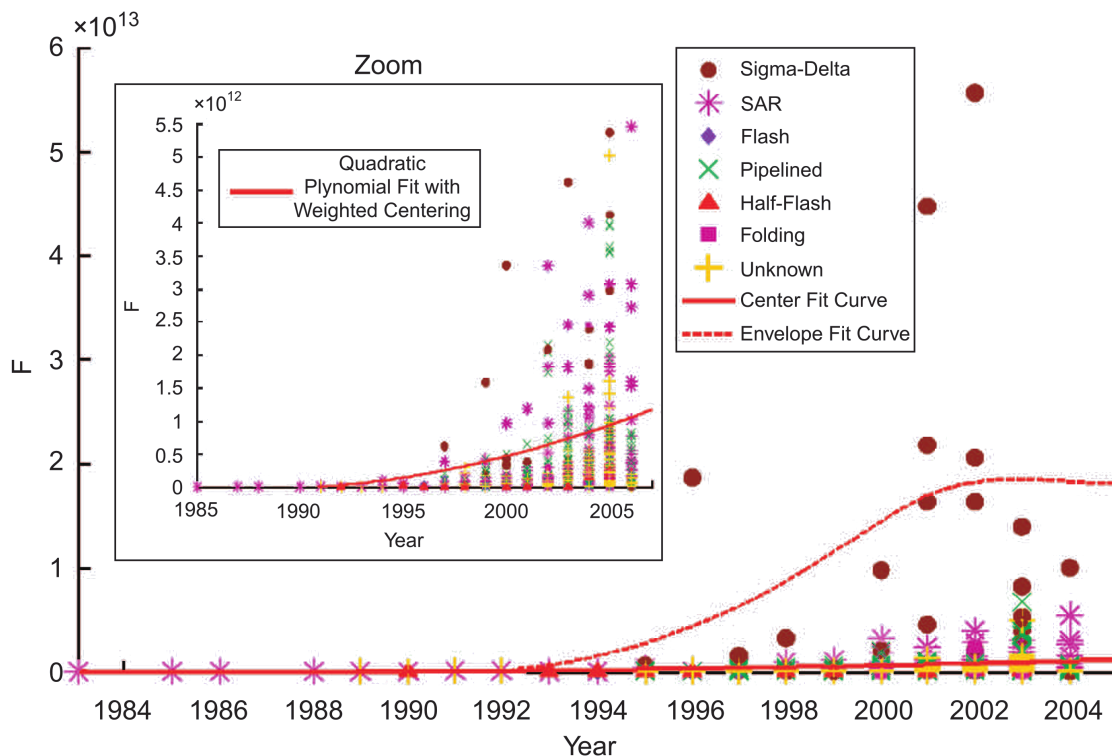 ×10^13
6
5
4
3
2
1
0
F
1984
1986
1988
1990
1992
1994
1996
1998
2000
2002
2004
Year
Zoom
×10^12
5.5
5
4.5
4
3.5
3
2.5
2
1.5
1
0.5
0
F
1985
1990
1995
2000
2005
Year
Quadratic
Plynomial Fit with
Weighted Centering
Sigma-Delta
SAR
Flash
Pipelined
Half-Flash
Folding
Unknown
Center Fit Curve
Envelope Fit Curve